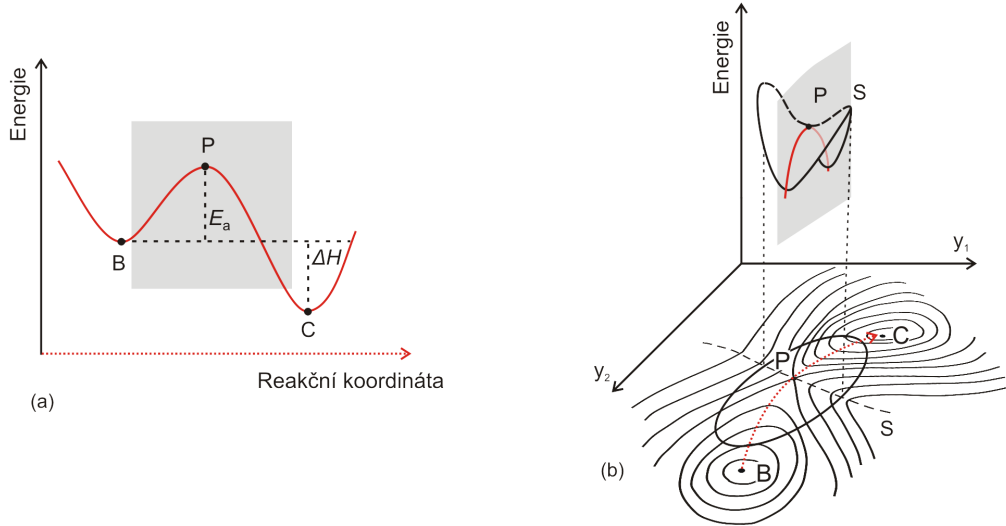 Energie
P
Eₐ
B
ΔH
C
Reakční koordináta
(a)
Energie
P
S
y₁
y₂
P
C
S
B
(b)